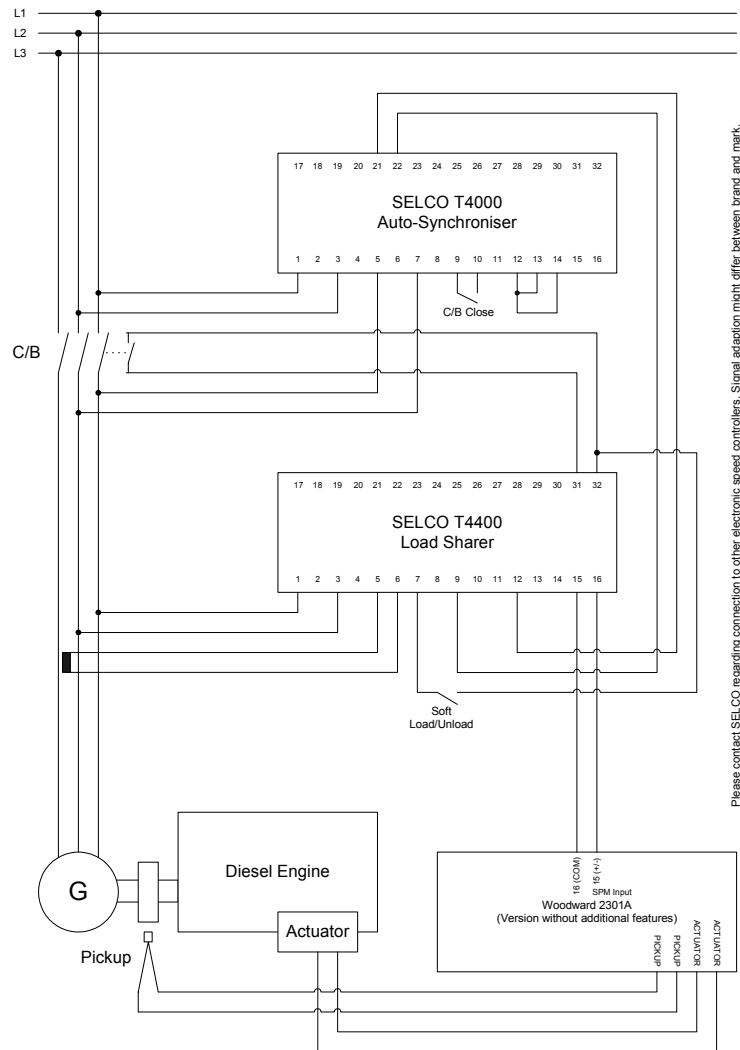 L1
L2
L3
17 18 19 20 21 22 23 24 25 26 27 28 29 30 31 32
SELCO T4000
Auto-Synchroniser
1 2 3 4 5 6 7 8 9 10 11 12 13 14 15 16
C/B Close
C/B
17 18 19 20 21 22 23 24 25 26 27 28 29 30 31 32
SELCO T4400
Load Sharer
1 2 3 4 5 6 7 8 9 10 11 12 13 14 15 16
Soft
Load/Unload
Please contact SELCO regarding connection to other electronic speed controllers. Signal adaption might differ between brand and mark.
Diesel Engine
G
Actuator
Pickup
16 (COM)
15 (+/-)
SPM Input
Woodward 2301A
(Version without additional features)
PICKUP
PICKUP
ACTUATOR
ACTUATOR